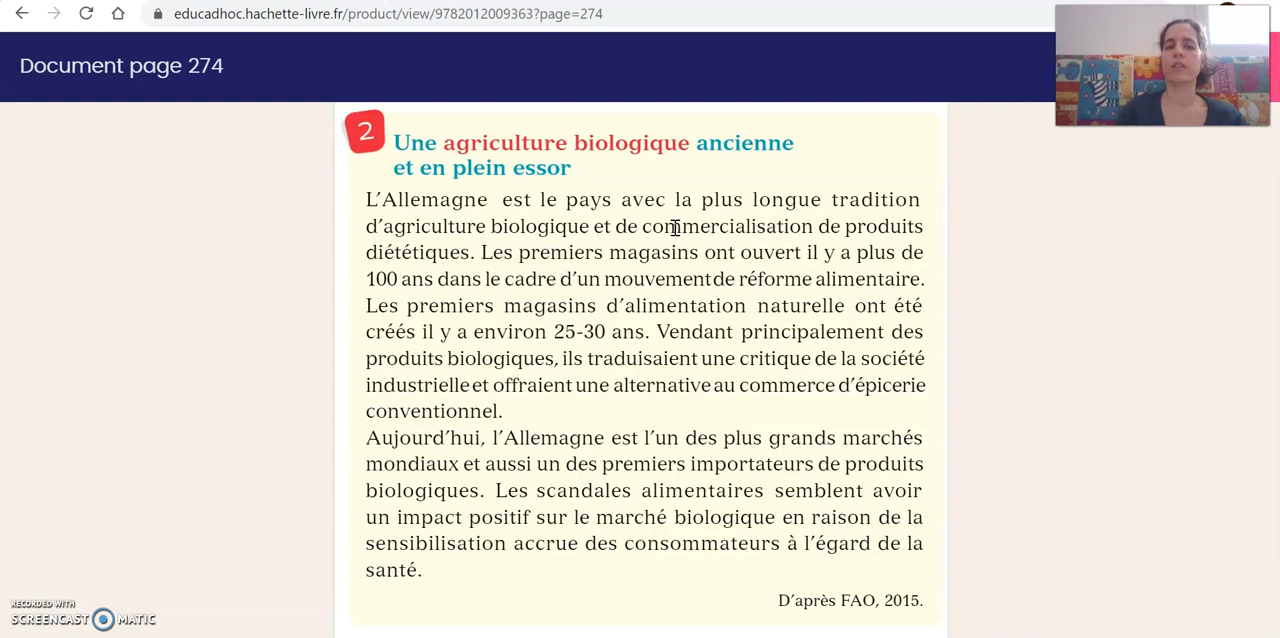 educadhoc.hachette-livre.fr/product/view/9782012009363?page=274
Document page 274
2
Une agriculture biologique ancienne
et en plein essor
L'Allemagne est le pays avec la plus longue tradition
d'agriculture biologique et de commercialisation de produits
diététiques. Les premiers magasins ont ouvert il y a plus de
100 ans dans le cadre d'un mouvement de réforme alimentaire.
Les premiers magasins d'alimentation naturelle ont été
créés il y a environ 25-30 ans. Vendant principalement des
produits biologiques, ils traduisaient une critique de la société
industrielle et offraient une alternative au commerce d'épicerie
conventionnel.
Aujourd'hui, l'Allemagne est l'un des plus grands marchés
mondiaux et aussi un des premiers importateurs de produits
biologiques. Les scandales alimentaires semblent avoir
un impact positif sur le marché biologique en raison de la
sensibilisation accrue des consommateurs à l'égard de la
santé.
D'après FAO, 2015.
RECORDED WITH
SCREENCAST MATIC